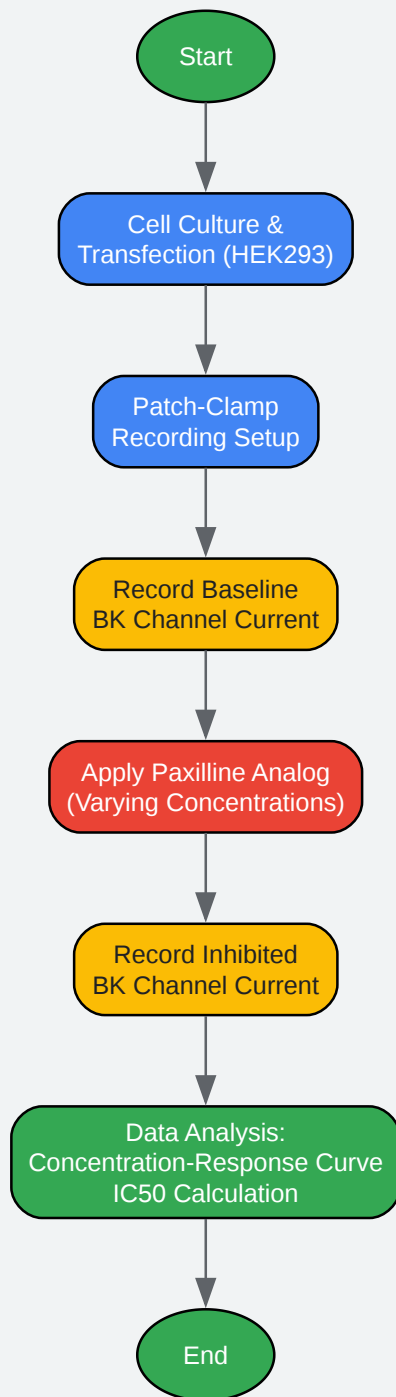 Start
Cell Culture &
Transfection (HEK293)
Patch-Clamp
Recording Setup
Record Baseline
BK Channel Current
Apply Paxilline Analog
(Varying Concentrations)
Record Inhibited
BK Channel Current
Data Analysis:
Concentration-Response Curve
IC50 Calculation
End